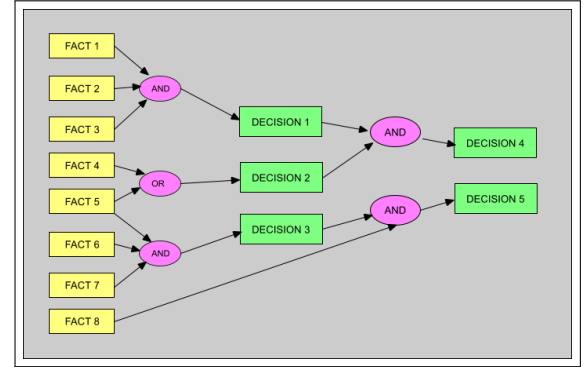 FACT 1
FACT 2
AND
FACT 3
DECISION 1
AND
DECISION 4
FACT 4
OR
DECISION 2
FACT 5
AND
DECISION 5
FACT 6
AND
DECISION 3
FACT 7
FACT 8